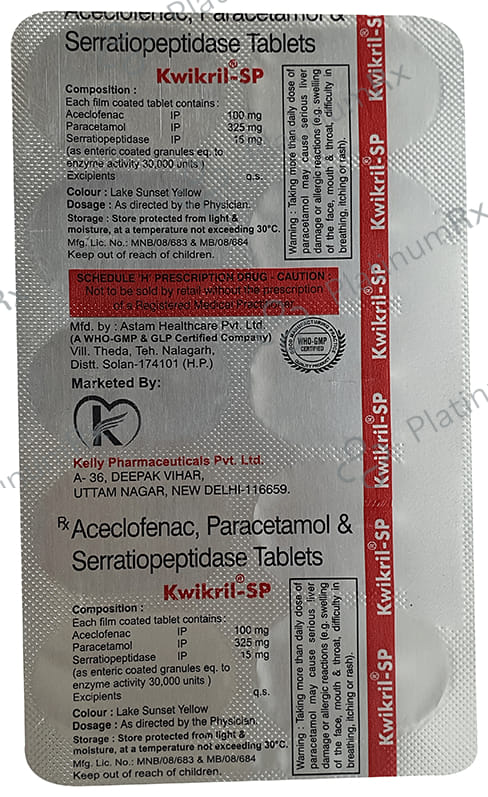 Aceclofenac, Paracetamol &
Serratiopeptidase Tablets
Kwikril®-SP
Composition :
Each film coated tablet contains :
Aceclofenac IP 100 mg
Paracetamol IP 325 mg
Serratiopeptidase IP 15 mg
(as enteric coated granules eq. to
enzyme activity 30,000 units )
Excipients q.s.
Colour : Lake Sunset Yellow
Dosage : As directed by the Physician.
Storage : Store protected from light &
moisture, at a temperature not exceeding 30°C.
Mfg. Lic. No.: MNB/08/683 & MB/08/684
Keep out of reach of children.
Warning : Taking more than daily dose of
paracetamol may cause serious liver
damage or allergic reactions (e.g. swelling
of the face, mouth & throat, difficulty in
breathing, itching or rash).
SCHEDULE 'H' PRESCRIPTION DRUG - CAUTION :
Not to be sold by retail without the prescription
of a Registered Medical Practitioner
Mfd. by : Astam Healthcare Pvt. Ltd.
(A WHO-GMP & GLP Certified Company)
Vill. Theda, Teh. Nalagarh,
Distt. Solan-174101 (H.P.)
GOOD MANUFACTURING PRACTICE
WHO-GMP
CERTIFIED
QUALITY PRODUCT
Marketed By:
K
Kelly Pharmaceuticals Pvt. Ltd.
A- 36, DEEPAK VIHAR,
UTTAM NAGAR, NEW DELHI-116659.
Rx Aceclofenac, Paracetamol &
Serratiopeptidase Tablets
Kwikril®-SP
Composition :
Each film coated tablet contains :
Aceclofenac IP 100 mg
Paracetamol IP 325 mg
Serratiopeptidase IP 15 mg
(as enteric coated granules eq. to
enzyme activity 30,000 units )
Excipients q.s.
Colour : Lake Sunset Yellow
Dosage : As directed by the Physician.
Storage : Store protected from light &
moisture, at a temperature not exceeding 30°C.
Mfg. Lic. No.: MNB/08/683 & MB/08/684
Keep out of reach of children.
Warning : Taking more than daily dose of
paracetamol may cause serious liver
damage or allergic reactions (e.g. swelling
of the face, mouth & throat, difficulty in
breathing, itching or rash).
Kwikril®-SP
Kwikril®-SP
Kwikril®-SP
Kwikril®-SP
Kwikril®-SP
Kwikril®-SP
PlatinumRx